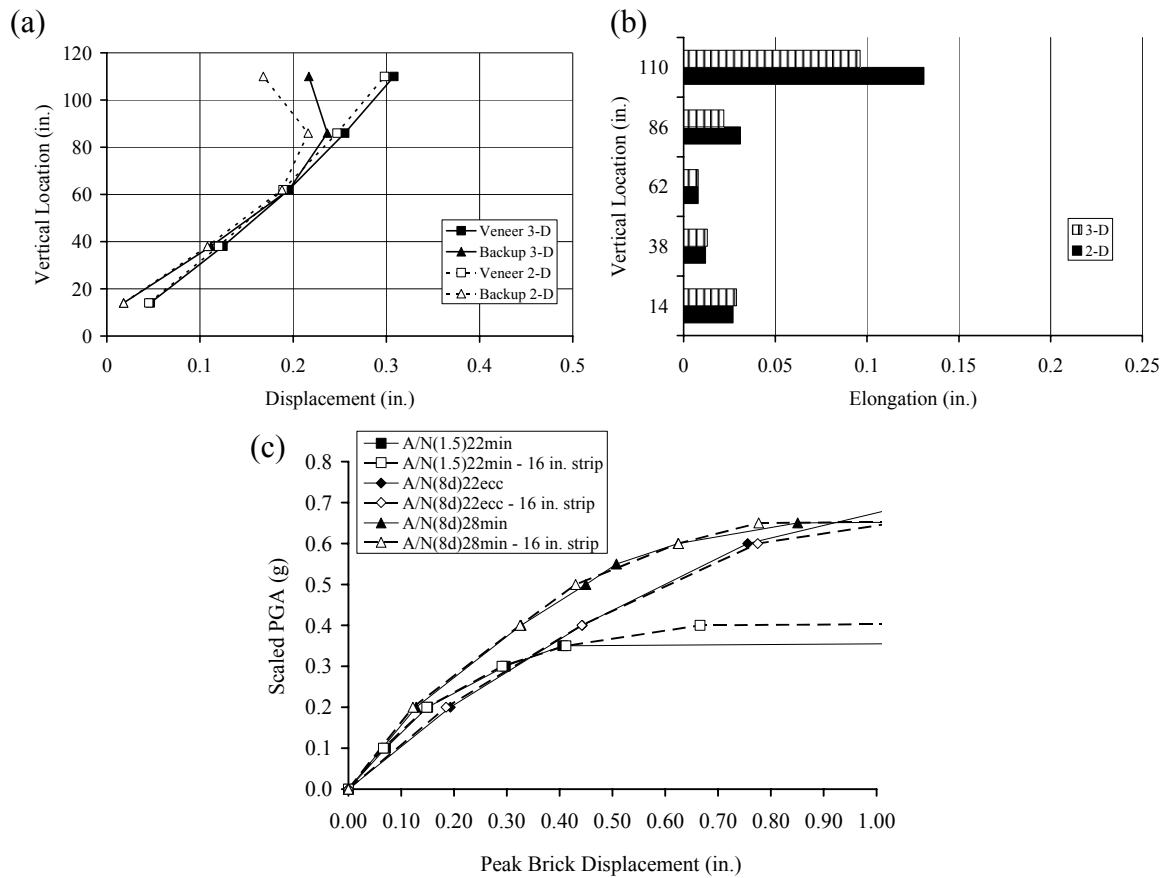 (a)
120
100
80
60
40
20
0
Vertical Location (in.)
0 0.1 0.2 0.3 0.4 0.5
Displacement (in.)
Veneer 3-D
Backup 3-D
Veneer 2-D
Backup 2-D
(b)
110
86
62
38
14
Vertical Location (in.)
0 0.05 0.1 0.15 0.2 0.25
Elongation (in.)
3-D
2-D
(c)
A/N(1.5)22min
A/N(1.5)22min - 16 in. strip
A/N(8d)22ecc
A/N(8d)22ecc - 16 in. strip
A/N(8d)28min
A/N(8d)28min - 16 in. strip
0.8
0.7
0.6
0.5
0.4
0.3
0.2
0.1
0.0
Scaled PGA (g)
0.00 0.10 0.20 0.30 0.40 0.50 0.60 0.70 0.80 0.90 1.00
Peak Brick Displacement (in.)